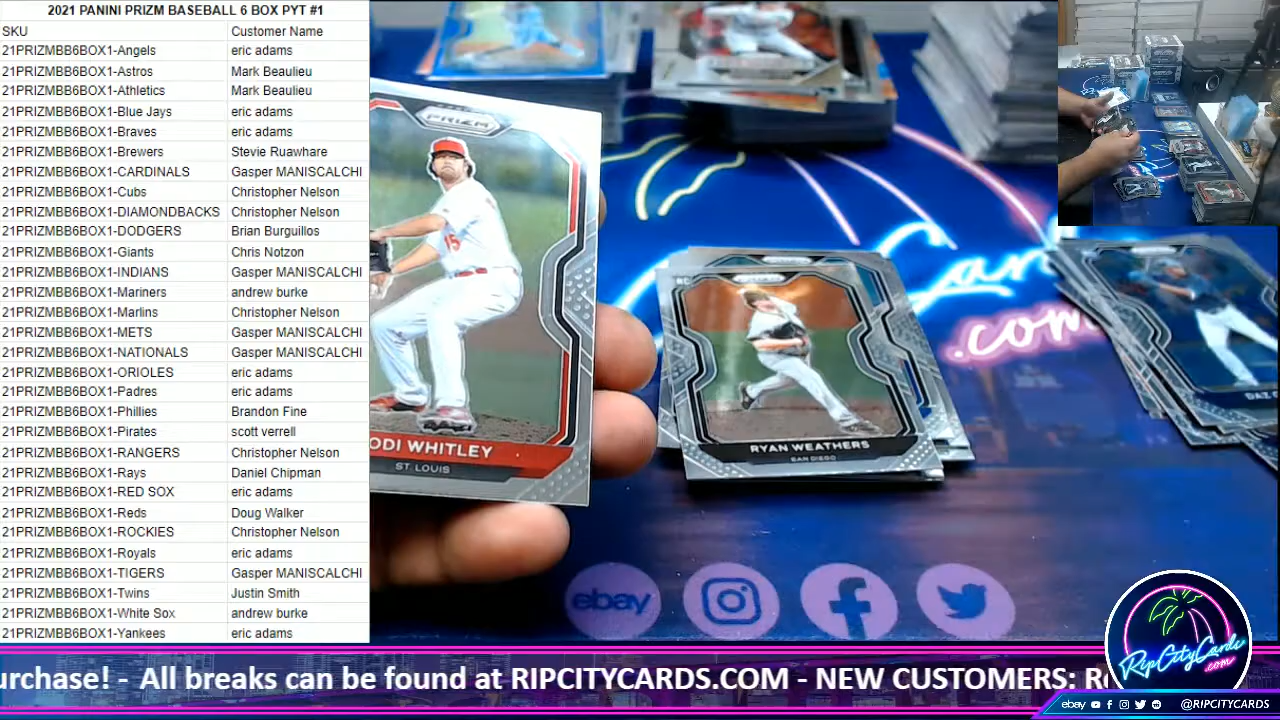 2021 PANINI PRIZM BASEBALL 6 BOX PYT #1
SKU Customer Name
21PRIZMBB6BOX1-Angels eric adams
21PRIZMBB6BOX1-Astros Mark Beaulieu
21PRIZMBB6BOX1-Athletics Mark Beaulieu
21PRIZMBB6BOX1-Blue Jays eric adams
21PRIZMBB6BOX1-Braves eric adams
21PRIZMBB6BOX1-Brewers Stevie Ruawhare
21PRIZMBB6BOX1-CARDINALS Gasper MANISCALCHI
21PRIZMBB6BOX1-Cubs Christopher Nelson
21PRIZMBB6BOX1-DIAMONDBACKS Christopher Nelson
21PRIZMBB6BOX1-DODGERS Brian Burguillos
21PRIZMBB6BOX1-Giants Chris Notzon
21PRIZMBB6BOX1-INDIANS Gasper MANISCALCHI
21PRIZMBB6BOX1-Mariners andrew burke
21PRIZMBB6BOX1-Marlins Christopher Nelson
21PRIZMBB6BOX1-METS Gasper MANISCALCHI
21PRIZMBB6BOX1-NATIONALS Gasper MANISCALCHI
21PRIZMBB6BOX1-ORIOLES eric adams
21PRIZMBB6BOX1-Padres eric adams
21PRIZMBB6BOX1-Phillies Brandon Fine
21PRIZMBB6BOX1-Pirates scott verrell
21PRIZMBB6BOX1-RANGERS Christopher Nelson
21PRIZMBB6BOX1-Rays Daniel Chipman
21PRIZMBB6BOX1-RED SOX eric adams
21PRIZMBB6BOX1-Reds Doug Walker
21PRIZMBB6BOX1-ROCKIES Christopher Nelson
21PRIZMBB6BOX1-Royals eric adams
21PRIZMBB6BOX1-TIGERS Gasper MANISCALCHI
21PRIZMBB6BOX1-Twins Justin Smith
21PRIZMBB6BOX1-White Sox andrew burke
21PRIZMBB6BOX1-Yankees eric adams
PRIZM
15
ODI WHITLEY
ST. LOUIS
RYAN WEATHERS
SAN DIEGO
.com
ebay
urchase! - All breaks can be found at RIPCITYCARDS.COM - NEW CUSTOMERS:
RipCityCards
.com
ebay @RIPCITYCARDS